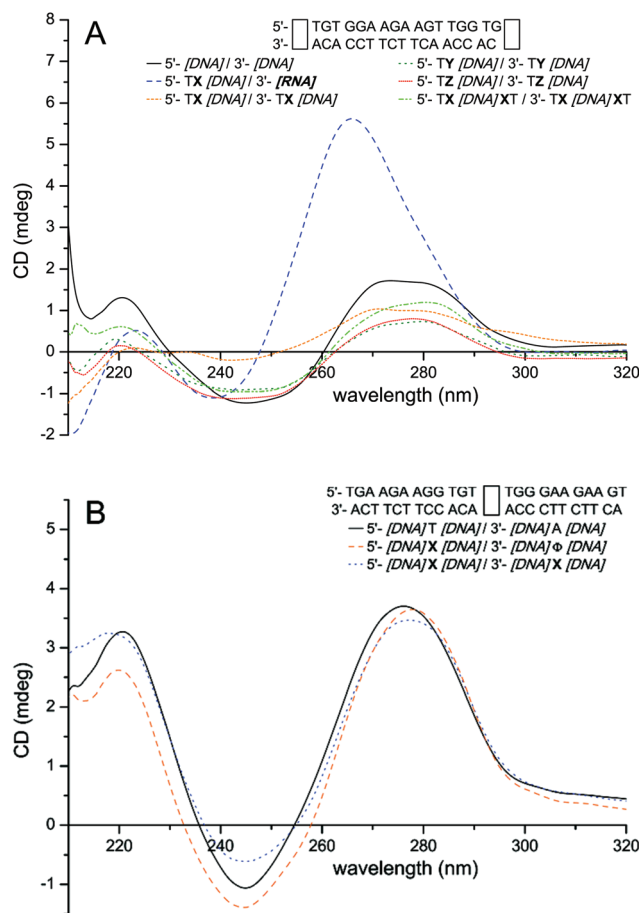 A
5'- TGT GGA AGA AGT TGG TG
3'- ACA CCT TCT TCA ACC AC
5'- [DNA] / 3'- [DNA]
5'- TY [DNA] / 3'- TY [DNA]
5'- TX [DNA] / 3'- [RNA]
5'- TZ [DNA] / 3'- TZ [DNA]
5'- TX [DNA] / 3'- TX [DNA]
5'- TX [DNA] XT / 3'- TX [DNA] XT
CD (mdeg)
8
7
6
5
4
3
2
1
0
-1
-2
220
240
260
280
300
320
wavelength (nm)
B
5'- TGA AGA AGG TGT TGG GAA GAA GT
3'- ACT TCT TCC ACA ACC CTT CTT CA
5'- [DNA] T [DNA] / 3'- [DNA] A [DNA]
5'- [DNA] X [DNA] / 3'- [DNA] Φ [DNA]
5'- [DNA] X [DNA] / 3'- [DNA] X [DNA]
CD (mdeg)
5
4
3
2
1
0
-1
220
240
260
280
300
320
wavelength (nm)